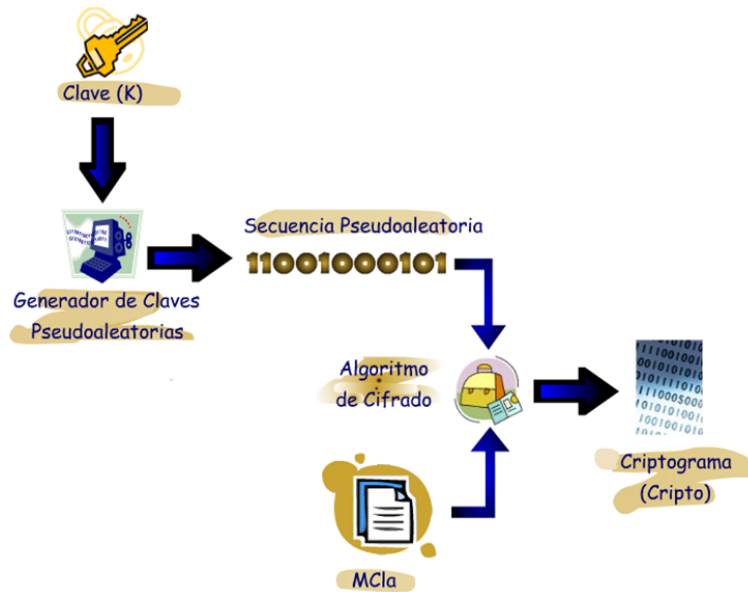 Clave (K)
Secuencia Pseudoaleatoria
11001000101
Generador de Claves
Pseudoaleatorias
Algoritmo
de Cifrado
Criptograma
(Cripto)
MCla